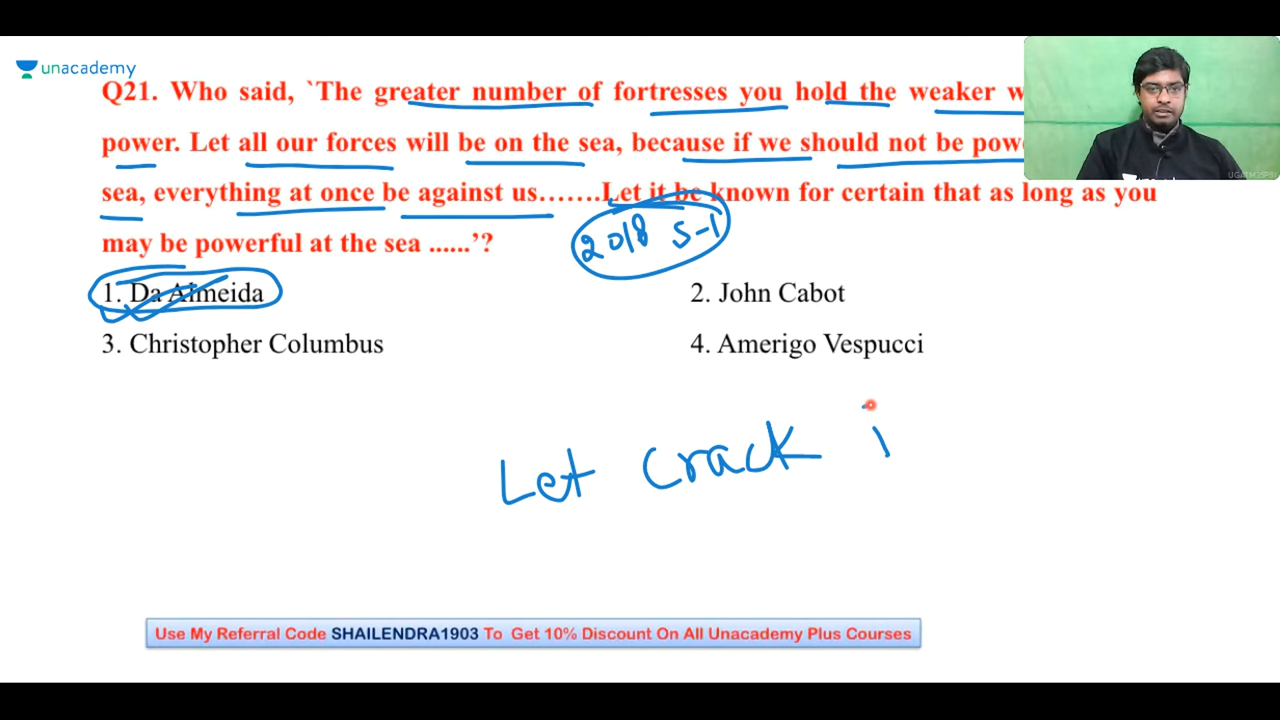 unacademy
Q21. Who said, `The greater number of fortresses you hold the weaker w
power. Let all our forces will be on the sea, because if we should not be pow
sea, everything at once be against us…….Let it be known for certain that as long as you
may be powerful at the sea ......’?
2018 S-1
1. Da Almeida
2. John Cabot
3. Christopher Columbus
4. Amerigo Vespucci
Let crack i
Use My Referral Code SHAILENDRA1903 To Get 10% Discount On All Unacademy Plus Courses